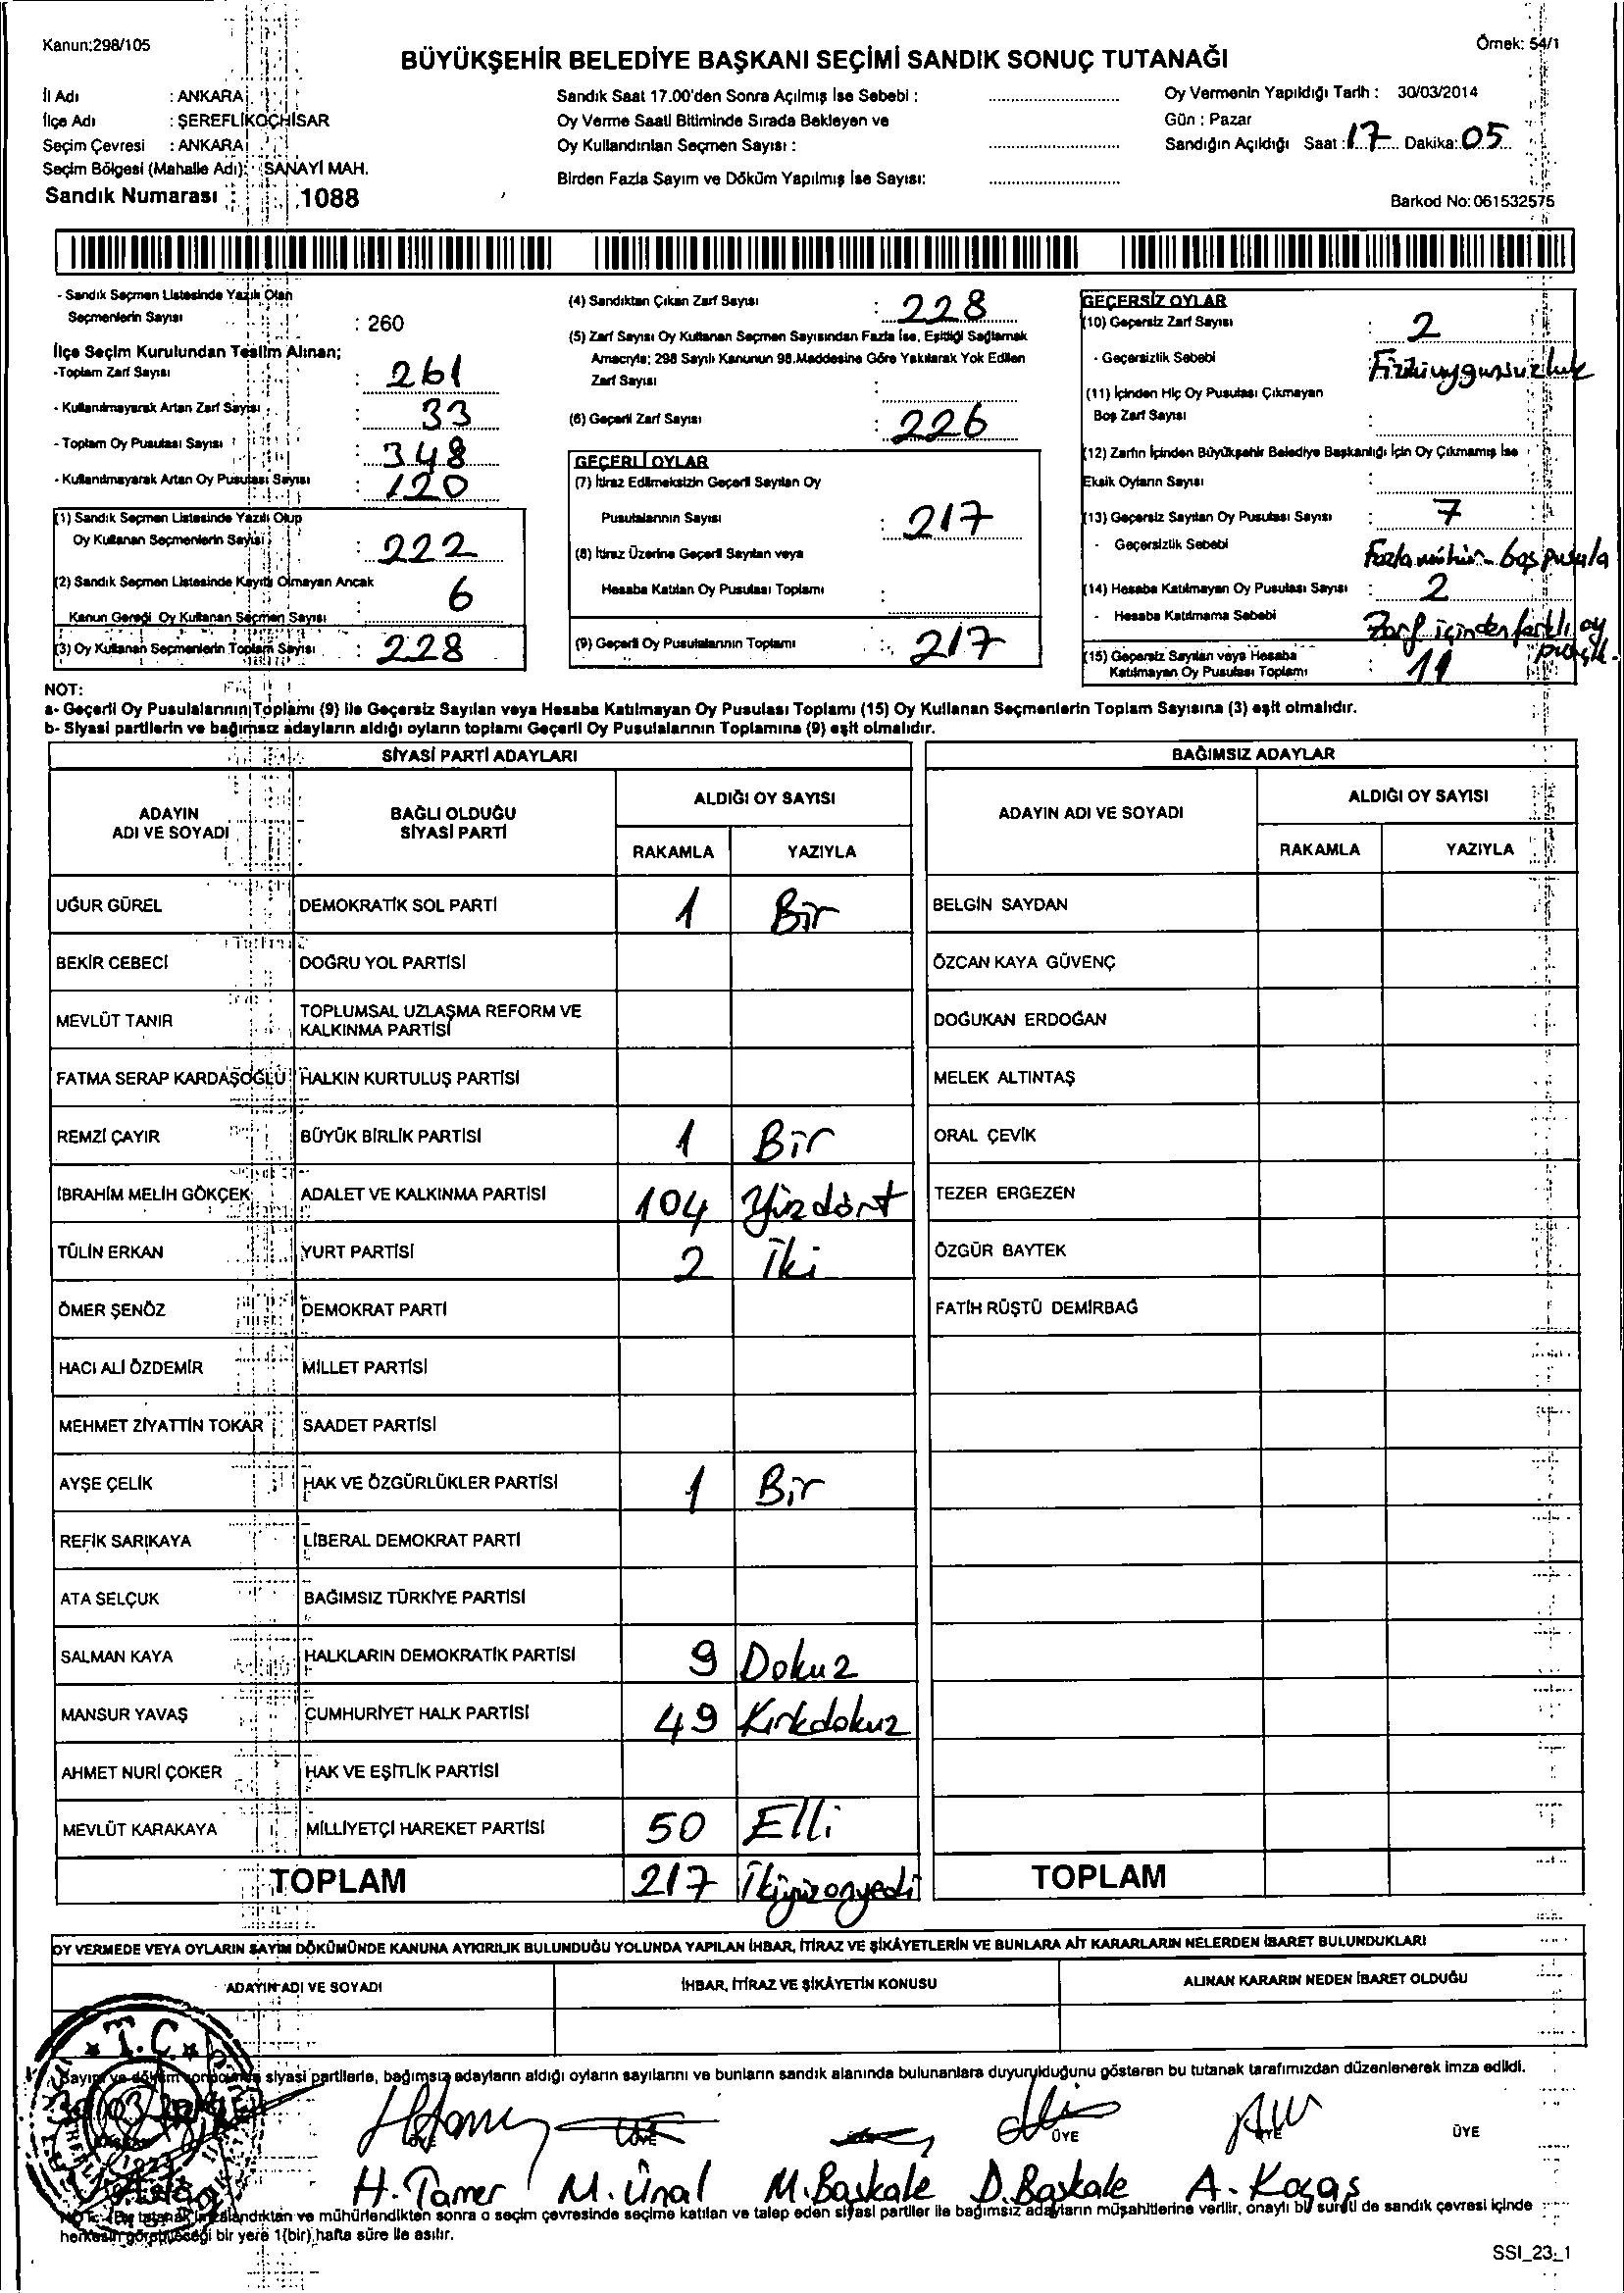 Kanun:298/105
Örnek: 54/1
BÜYÜKŞEHİR BELEDİYE BAŞKANI SEÇİMİ SANDIK SONUÇ TUTANAĞI
İl Adı : ANKARA
İlçe Adı : ŞEREFLİKOÇHİSAR
Seçim Çevresi : ANKARA
Seçim Bölgesi (Mahalle Adı): SANAYİ MAH.
Sandık Numarası : 1088
Sandık Saat 17.00'den Sonra Açılmış İse Sebebi :
Oy Verme Saati Bitiminde Sırada Bekleyen ve
Oy Kullandırılan Seçmen Sayısı :
Birden Fazla Sayım ve Döküm Yapılmış İse Sayısı:
Oy Vermenin Yapıldığı Tarih : 30/03/2014
Gün : Pazar
Sandığın Açıldığı Saat : 17 Dakika: 05
Barkod No: 061532575
- Sandık Seçmen Listesinde Yazılı Olan
Seçmenlerin Sayısı : 260
İlçe Seçim Kurulundan Teslim Alınan;
-Toplam Zarf Sayısı : 261
- Kullanılmayarak Artan Zarf Sayısı : 33
- Toplam Oy Pusulası Sayısı : 348
- Kullanılmayarak Artan Oy Pusulası Sayısı : 120
(1) Sandık Seçmen Listesinde Yazılı Olup
Oy Kullanan Seçmenlerin Sayısı : 222
(2) Sandık Seçmen Listesinde Kayıtlı Olmayan Ancak
Kanun Gereği Oy Kullanan Seçmen Sayısı : 6
(3) Oy Kullanan Seçmenlerin Toplam Sayısı : 228
(4) Sandıktan Çıkan Zarf Sayısı : 228
(5) Zarf Sayısı Oy Kullanan Seçmen Sayısından Fazla İse, Eşitliği Sağlamak
Amacıyla; 298 Sayılı Kanunun 98.Maddesine Göre Yakılarak Yok Edilen
Zarf Sayısı :
(6) Geçerli Zarf Sayısı : 226
GEÇERLİ OYLAR
(7) İtiraz Edilmeksizin Geçerli Sayılan Oy
Pusulalarının Sayısı : 217
(8) İtiraz Üzerine Geçerli Sayılan veya
Hesaba Katılan Oy Pusulası Toplamı :
(9) Geçerli Oy Pusulalarının Toplamı : 217
GEÇERSİZ OYLAR
(10) Geçersiz Zarf Sayısı : 2
- Geçersizlik Sebebi Fiziki uygunsuzluk
(11) İçinden Hiç Oy Pusulası Çıkmayan
Boş Zarf Sayısı :
(12) Zarfın İçinden Büyükşehir Belediye Başkanlığı İçin Oy Çıkmamış İse :
Eksik Oyların Sayısı :
(13) Geçersiz Sayılan Oy Pusulası Sayısı : 7
- Geçersizlik Sebebi Fazla mühür - boş pusula
(14) Hesaba Katılmayan Oy Pusulası Sayısı : 2
- Hesaba Katılmama Sebebi Zarf içinden farklı oy
(15) Geçersiz Sayılan veya Hesaba
Katılmayan Oy Pusulası Toplamı : 11
NOT:
a- Geçerli Oy Pusulalarının Toplamı (9) ile Geçersiz Sayılan veya Hesaba Katılmayan Oy Pusulası Toplamı (15) Oy Kullanan Seçmenlerin Toplam Sayısına (3) eşit olmalıdır.
b- Siyasi partilerin ve bağımsız adayların aldığı oyların toplamı Geçerli Oy Pusulalarının Toplamına (9) eşit olmalıdır.
SİYASİ PARTİ ADAYLARI
ADAYIN ADI VE SOYADI
BAĞLI OLDUĞU SİYASİ PARTİ
ALDIĞI OY SAYISI
RAKAMLA YAZIYLA
UĞUR GÜREL DEMOKRATİK SOL PARTİ 1 Bir
BEKİR CEBECİ DOĞRU YOL PARTİSİ
MEVLÜT TANIR TOPLUMSAL UZLAŞMA REFORM VE KALKINMA PARTİSİ
FATMA SERAP KARDAŞOĞLU HALKIN KURTULUŞ PARTİSİ
REMZİ ÇAYIR BÜYÜK BİRLİK PARTİSİ 1 Bir
İBRAHİM MELİH GÖKÇEK ADALET VE KALKINMA PARTİSİ 104 Yüzdört
TÜLİN ERKAN YURT PARTİSİ 2 İki
ÖMER ŞENÖZ DEMOKRAT PARTİ
HACI ALİ ÖZDEMİR MİLLET PARTİSİ
MEHMET ZİYATTİN TOKAR SAADET PARTİSİ
AYŞE ÇELİK HAK VE ÖZGÜRLÜKLER PARTİSİ 1 Bir
REFİK SARIKAYA LİBERAL DEMOKRAT PARTİ
ATA SELÇUK BAĞIMSIZ TÜRKİYE PARTİSİ
SALMAN KAYA HALKLARIN DEMOKRATİK PARTİSİ 9 Dokuz
MANSUR YAVAŞ CUMHURİYET HALK PARTİSİ 49 Kırkdokuz
AHMET NURİ ÇOKER HAK VE EŞİTLİK PARTİSİ
MEVLÜT KARAKAYA MİLLİYETÇİ HAREKET PARTİSİ 50 Elli
TOPLAM 217 İkiyüzonyedi
BAĞIMSIZ ADAYLAR
ADAYIN ADI VE SOYADI
ALDIĞI OY SAYISI
RAKAMLA YAZIYLA
BELGİN SAYDAN
ÖZCAN KAYA GÜVENÇ
DOĞUKAN ERDOĞAN
MELEK ALTINTAŞ
ORAL ÇEVİK
TEZER ERGEZEN
ÖZGÜR BAYTEK
FATİH RÜŞTÜ DEMİRBAĞ
TOPLAM
OY VERMEDE VEYA OYLARIN SAYIM DÖKÜMÜNDE KANUNA AYKIRILIK BULUNDUĞU YOLUNDA YAPILAN İHBAR, İTİRAZ VE ŞİKÂYETLERİN VE BUNLARA AİT KARARLARIN NELERDEN İBARET BULUNDUKLARI
ADAYIN ADI VE SOYADI
İHBAR, İTİRAZ VE ŞİKÂYETİN KONUSU
ALINAN KARARIN NEDEN İBARET OLDUĞU
T.C.
Sayım ve döküm sonucunda siyasi partilerle, bağımsız adayların aldığı oyların sayılarını ve bunların sandık alanında bulunanlara duyurulduğunu gösteren bu tutanak tarafımızdan düzenlenerek imza edildi.
ÜYE ÜYE ÜYE ÜYE
H. Tamer M. Ünal M. Başkale D. Başkale A. Koçaş
NOT: (Bu tutanak imzalandıktan ve mühürlendikten sonra o seçim çevresinde seçime katılan ve talep eden siyasi partiler ile bağımsız adayların müşahitlerine verilir, onaylı bir sureti de sandık çevresi içinde
herkesin görebileceği bir yere 1(bir) hafta süre ile asılır.
SSI_23_1